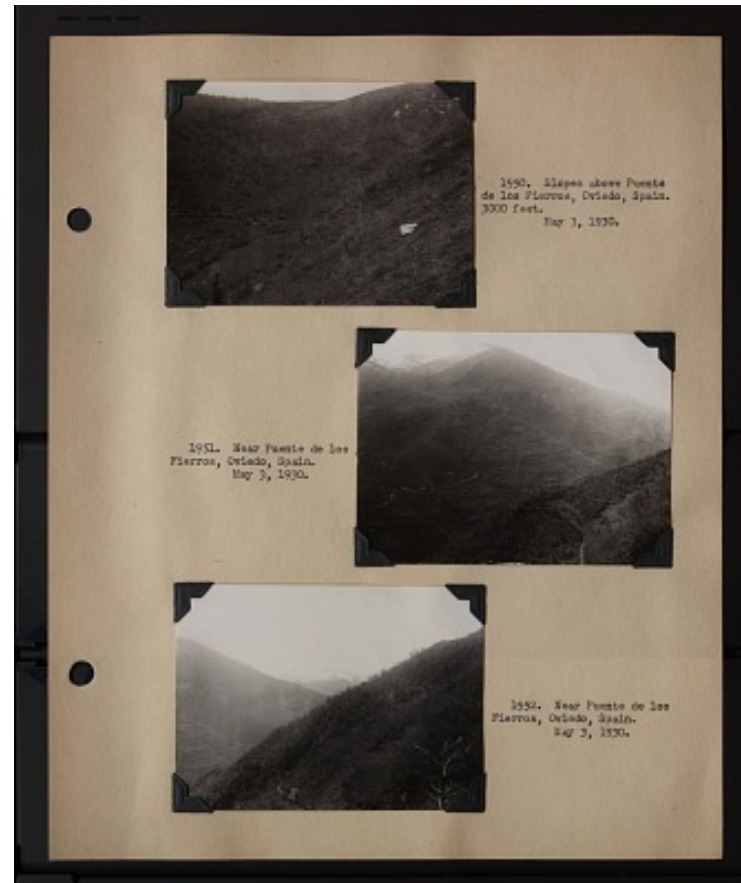 1950. Slopes above Puente
de los Fierros, Oviedo, Spain.
3000 feet.
May 3, 1930.
1951. Near Puente de los
Fierros, Oviedo, Spain.
May 3, 1930.
1952. Near Puente de los
Fierros, Oviedo, Spain.
May 3, 1930.